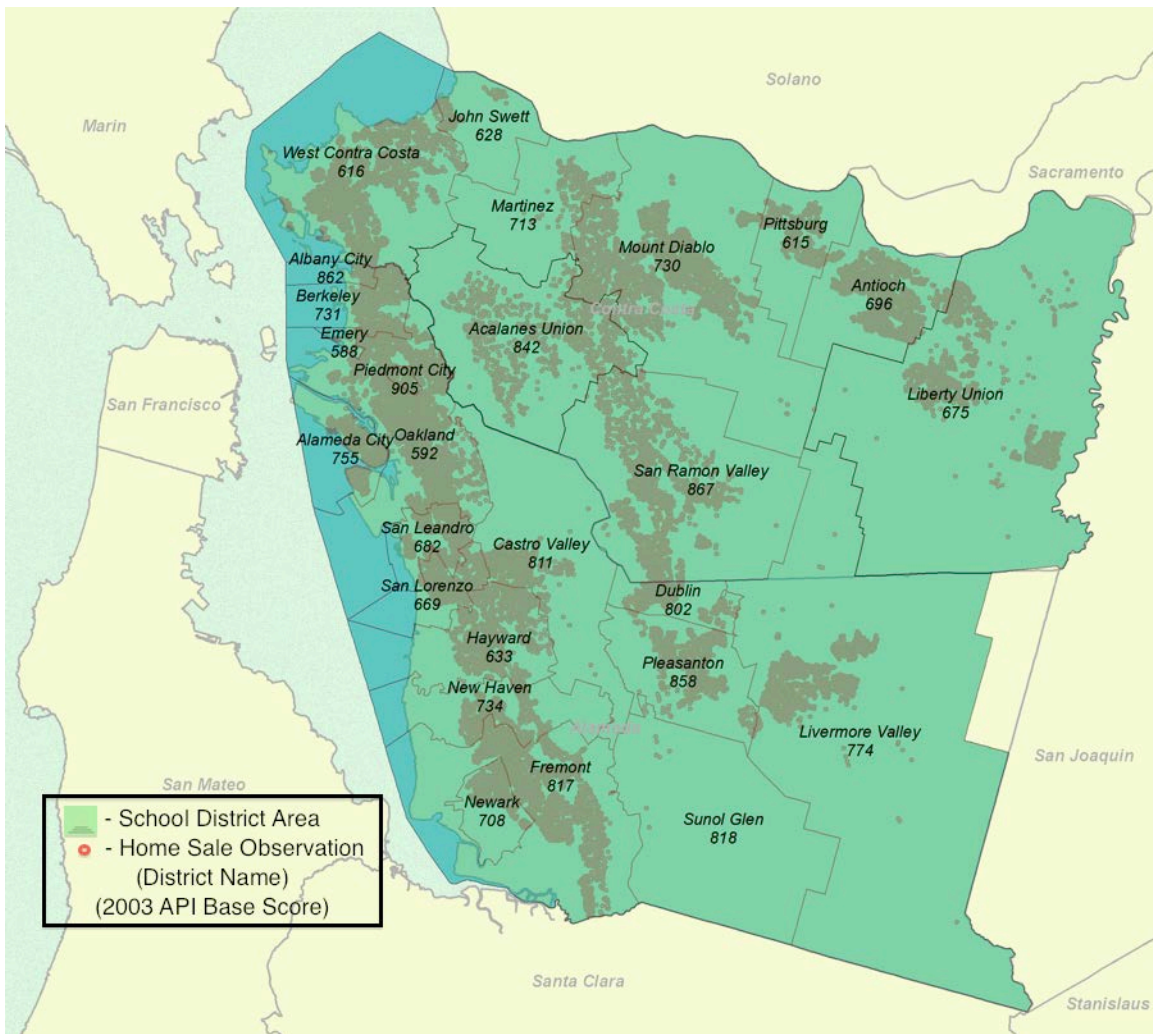 Solano
Marin
John Swett
628
West Contra Costa
616
Sacramento
Martinez
713
Pittsburg
615
Mount Diablo
730
Albany City
862
Antioch
696
Berkeley
731
Contra Costa
Emery
588
Acalanes Union
842
Piedmont City
905
Liberty Union
675
San Francisco
Alameda City
755
Oakland
592
San Ramon Valley
867
San Leandro
682
Castro Valley
811
San Lorenzo
669
Dublin
802
Hayward
633
Pleasanton
858
New Haven
734
Alameda
Livermore Valley
774
San Joaquin
Fremont
817
San Mateo
Newark
708
Sunol Glen
818
- School District Area
- Home Sale Observation
(District Name)
(2003 API Base Score)
Santa Clara
Stanislaus